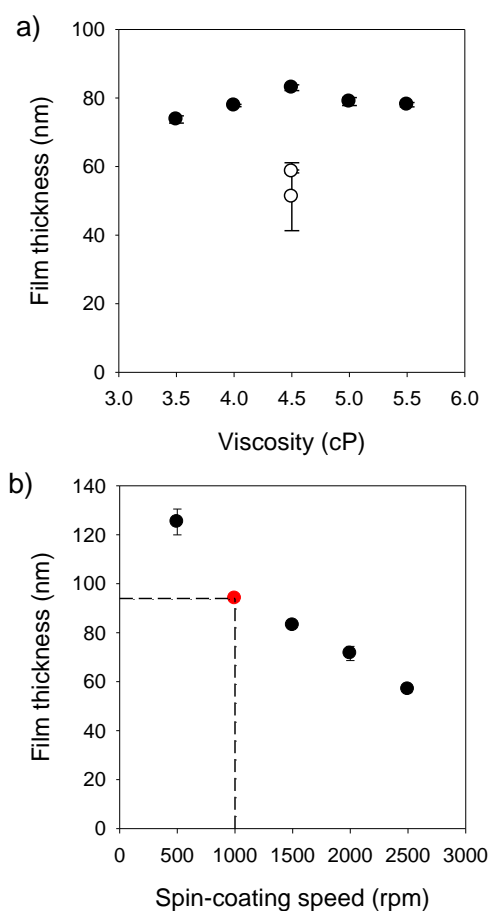 a)
100
80
60
40
20
0
Film thickness (nm)
3.0 3.5 4.0 4.5 5.0 5.5 6.0
Viscosity (cP)
b)
140
120
100
80
60
40
20
0
Film thickness (nm)
0 500 1000 1500 2000 2500 3000
Spin-coating speed (rpm)